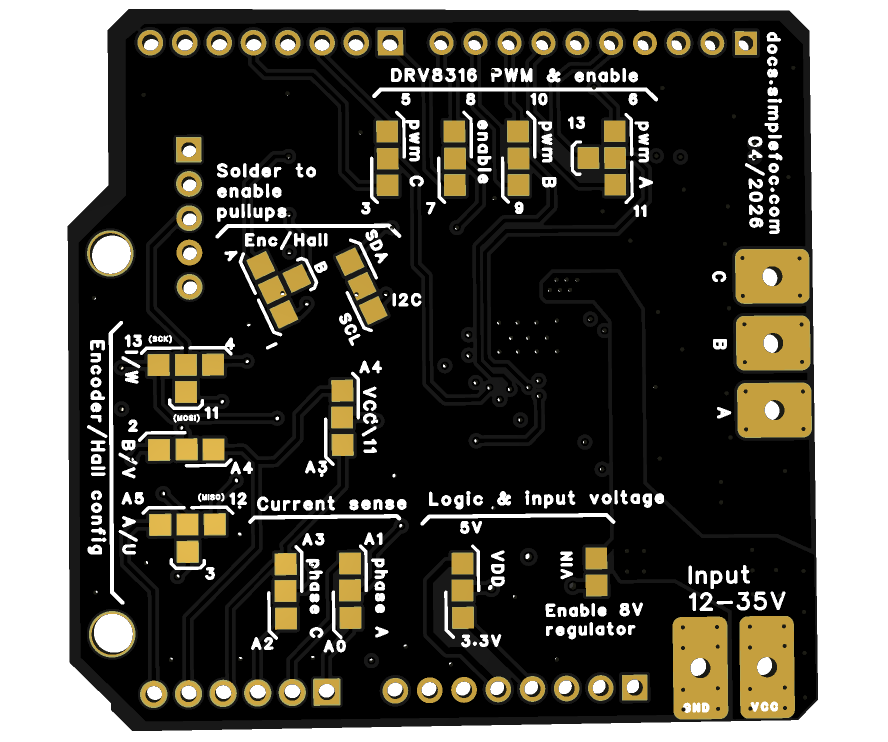 DRV8316 PWM & enable
5
8
10
6
13
pwm C
enable
pwm B
pwm A
3
7
9
11
docs.simplefoc.com
04/2026
Solder to
enable
pullups
Enc/Hall
A
B
I
SDA
I2C
SCL
C
B
A
Encoder/Hall config
13 (SCK) 4
I/W
11
(MOSI)
2
B/V
A4
A5 (MISO) 12
A/U
3
A4
VCC\11
A3
Current sense
A3
phase C
A2
A1
phase A
A0
Logic & input voltage
5V
VDD
3.3V
VIN
Enable 8V
regulator
Input
12-35V
GND
VCC